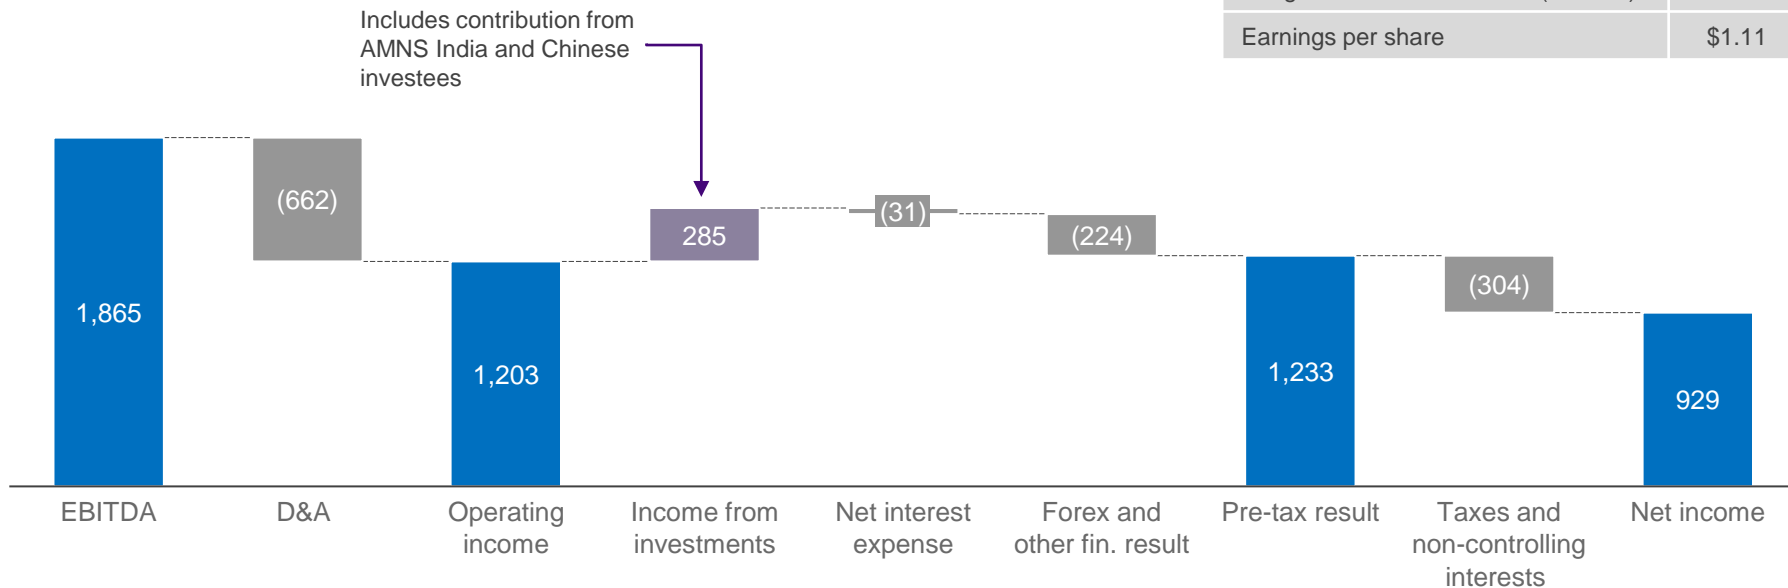 Includes contribution from
AMNS India and Chinese
investees
Earnings per share $1.11
(662)
285
(31)
(224)
(304)
1,865
1,203
1,233
929
EBITDA
D&A
Operating
income
Income from
investments
Net interest
expense
Forex and
other fin. result
Pre-tax result
Taxes and
non-controlling
interests
Net income